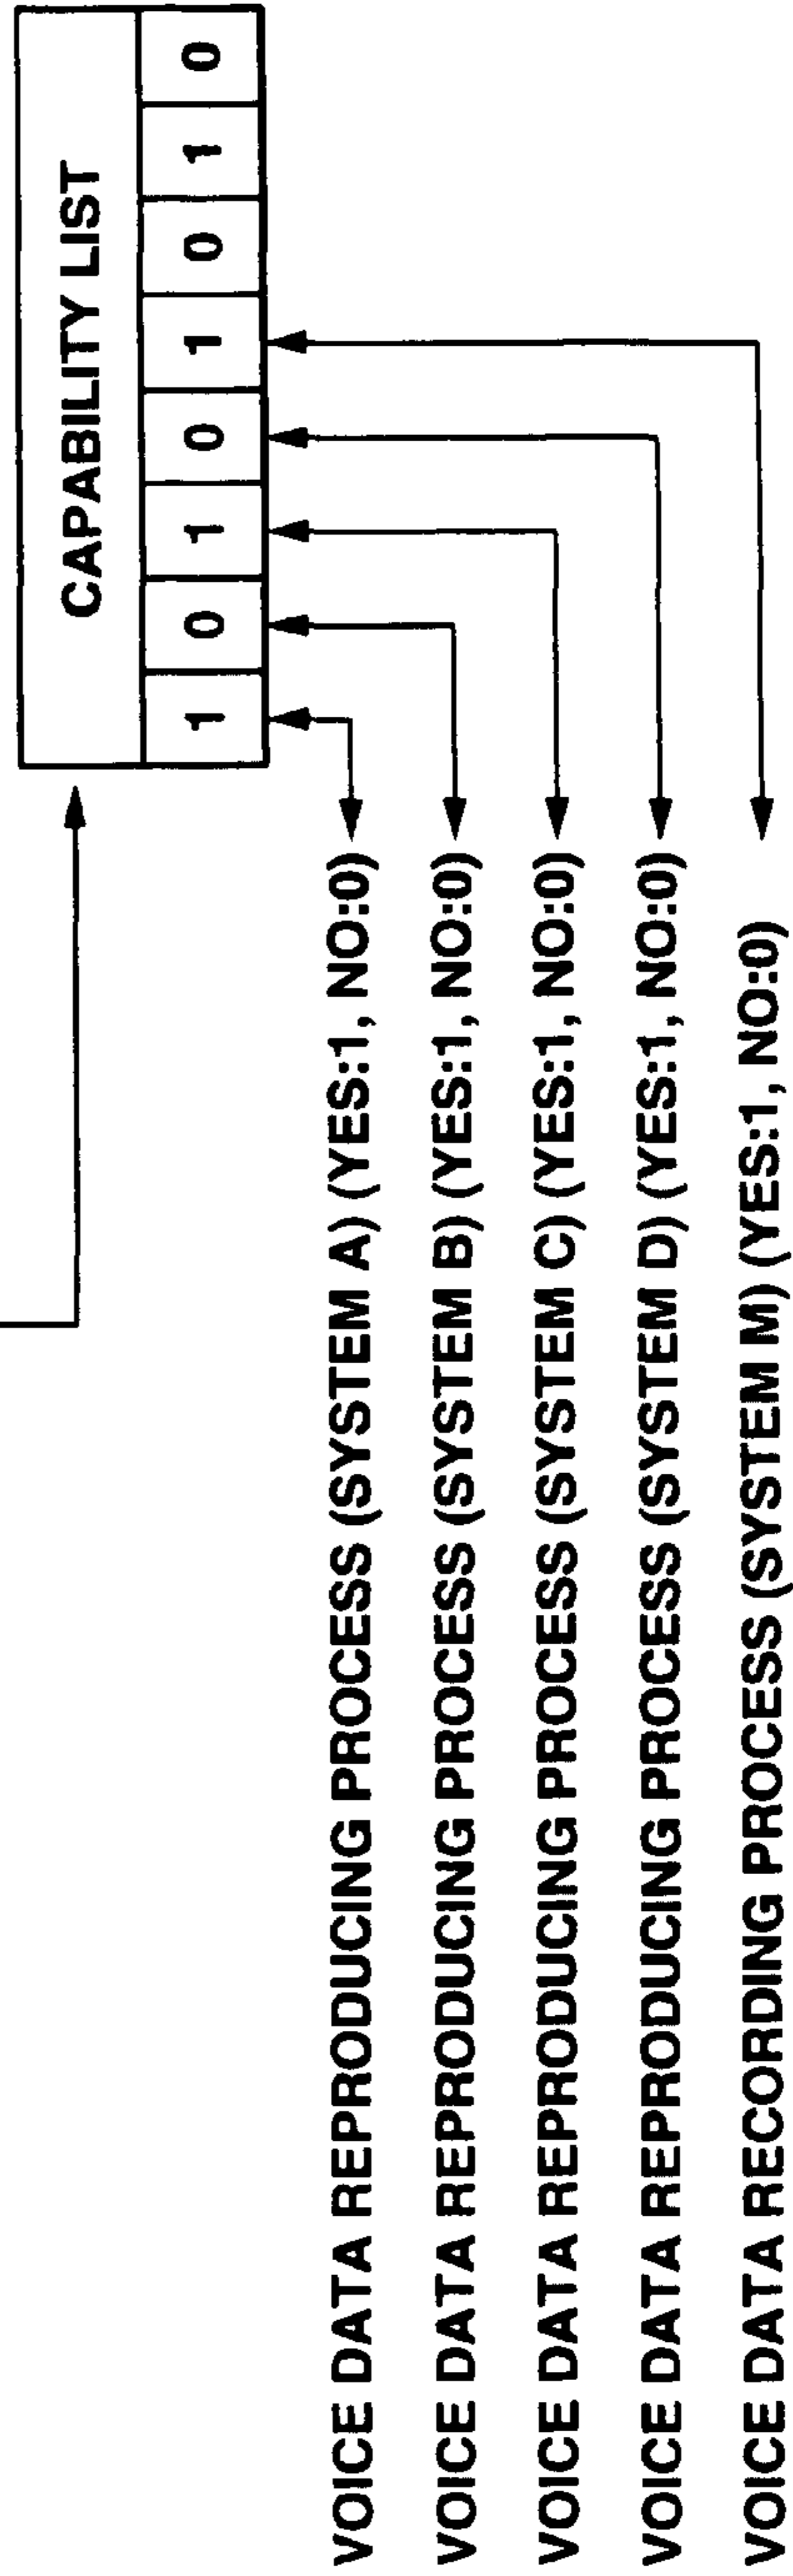 CAPABILITY LIST
1 0 1 0 1 0 1 0
VOICE DATA REPRODUCING PROCESS (SYSTEM A) (YES:1, NO:0)
VOICE DATA REPRODUCING PROCESS (SYSTEM B) (YES:1, NO:0)
VOICE DATA REPRODUCING PROCESS (SYSTEM C) (YES:1, NO:0)
VOICE DATA REPRODUCING PROCESS (SYSTEM D) (YES:1, NO:0)
VOICE DATA RECORDING PROCESS (SYSTEM M) (YES:1, NO:0)